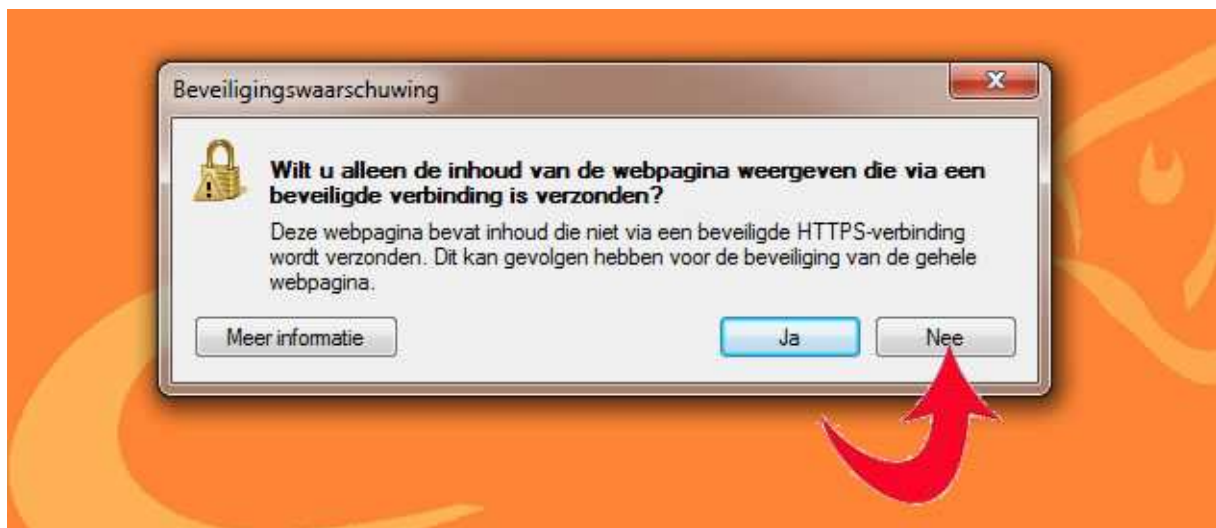 Beveiligingswaarschuwing
Wilt u alleen de inhoud van de webpagina weergeven die via een
beveiligde verbinding is verzonden?
Deze webpagina bevat inhoud die niet via een beveiligde HTTPS-verbinding
wordt verzonden. Dit kan gevolgen hebben voor de beveiliging van de gehele
webpagina.
Meer informatie
Ja
Nee